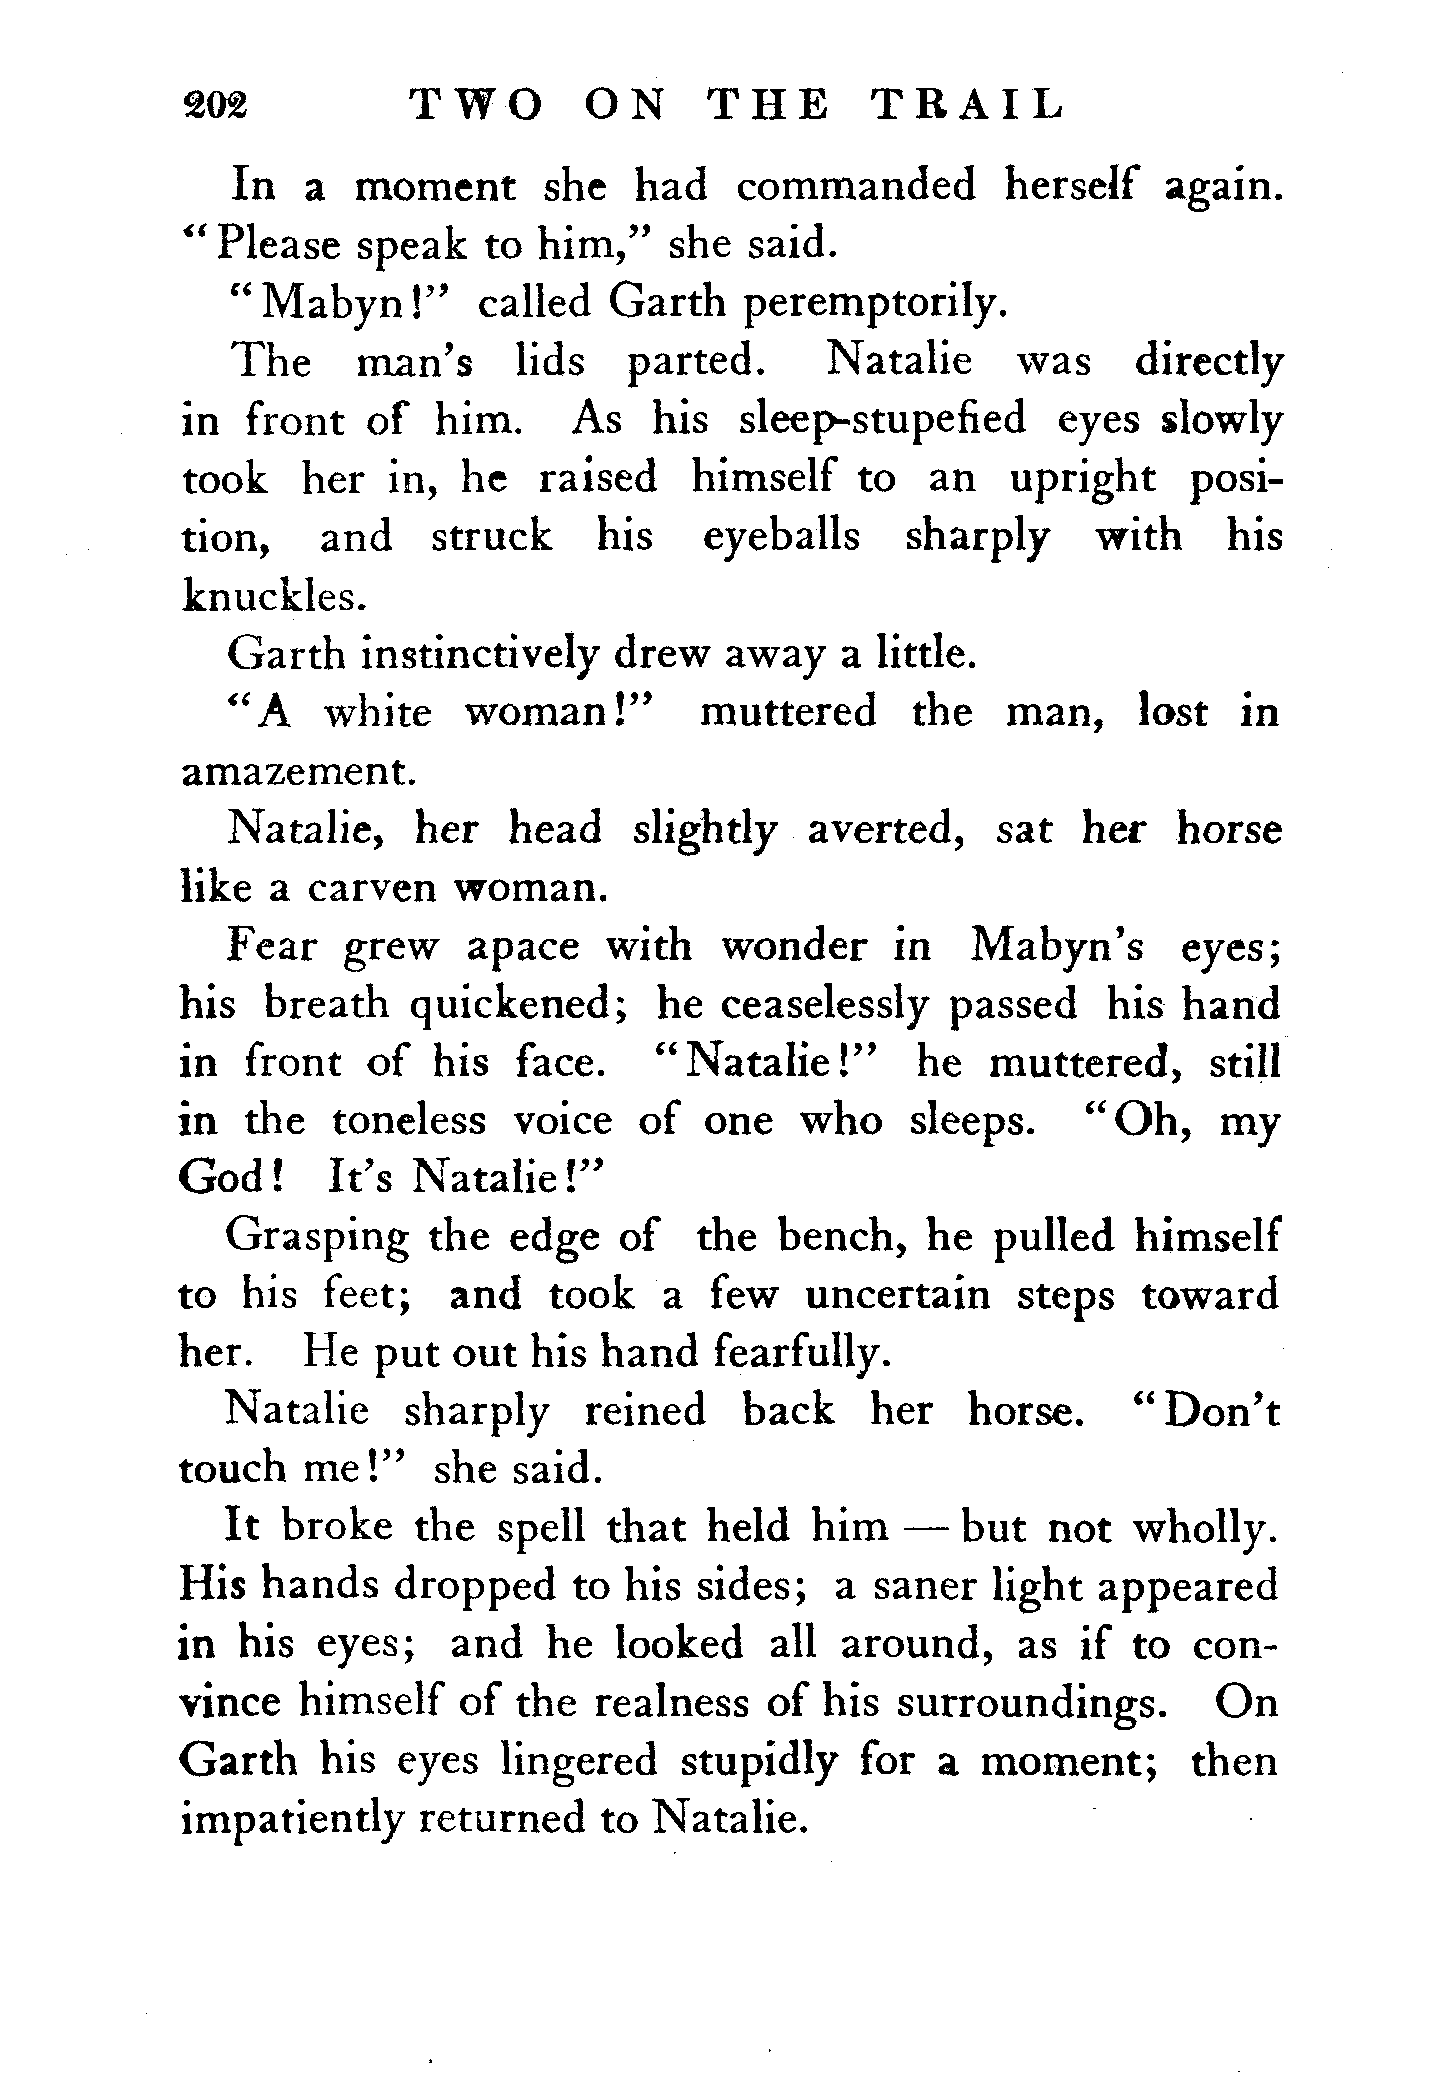 202 TWO ON THE TRAIL
In a moment she had commanded herself again.
“Please speak to him,” she said.
“Mabyn!” called Garth peremptorily.
The man’s lids parted. Natalie was directly
in front of him. As his sleep-stupefied eyes slowly
took her in, he raised himself to an upright posi-
tion, and struck his eyeballs sharply with his
knuckles.
Garth instinctively drew away a little.
“A white woman!” muttered the man, lost in
amazement.
Natalie, her head slightly averted, sat her horse
like a carven woman.
Fear grew apace with wonder in Mabyn’s eyes;
his breath quickened; he ceaselessly passed his hand
in front of his face. “Natalie!” he muttered, still
in the toneless voice of one who sleeps. “Oh, my
God! It’s Natalie!”
Grasping the edge of the bench, he pulled himself
to his feet; and took a few uncertain steps toward
her. He put out his hand fearfully.
Natalie sharply reined back her horse. “Don’t
touch me!” she said.
It broke the spell that held him — but not wholly.
His hands dropped to his sides; a saner light appeared
in his eyes; and he looked all around, as if to con-
vince himself of the realness of his surroundings. On
Garth his eyes lingered stupidly for a moment; then
impatiently returned to Natalie.